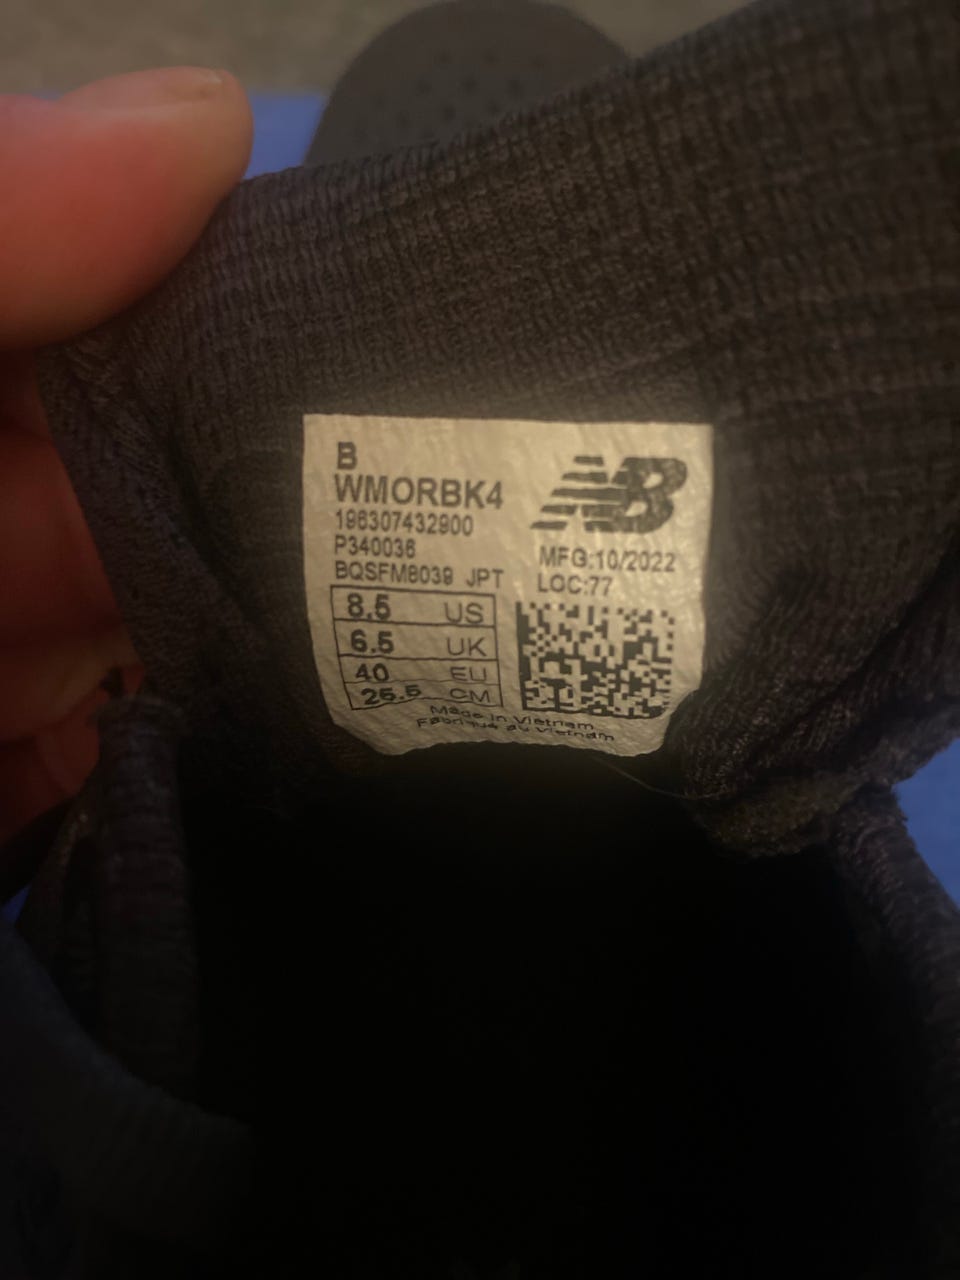 B
WMORBK4
196307432900
P340036
BQSFM8039 JPT
8.5 US
6.5 UK
40 EU
25.5 CM
NB
MFG:10/2022
LOC:77
Made in Vietnam
Fabriqué au Vietnam